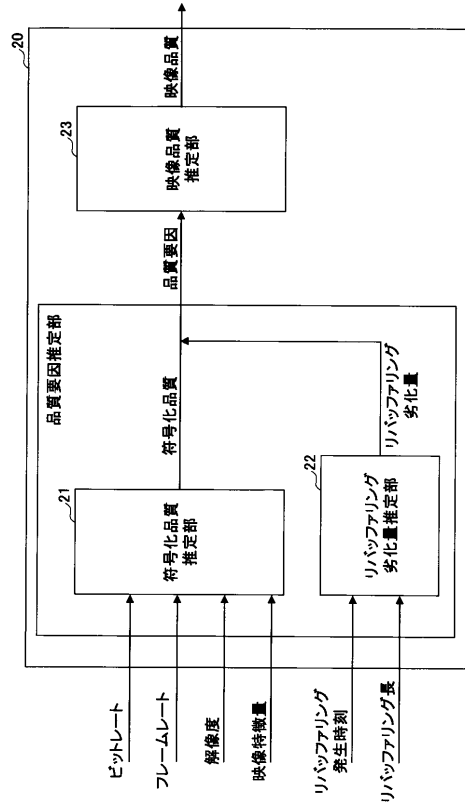 20
品質要因推定部
ビットレート
フレームレート
解像度
映像特徴量
21
符号化品質
推定部
符号化品質
リバッファリング
発生時刻
リバッファリング長
22
リバッファリング
劣化量推定部
リバッファリング
劣化量
品質要因
23
映像品質
推定部
映像品質